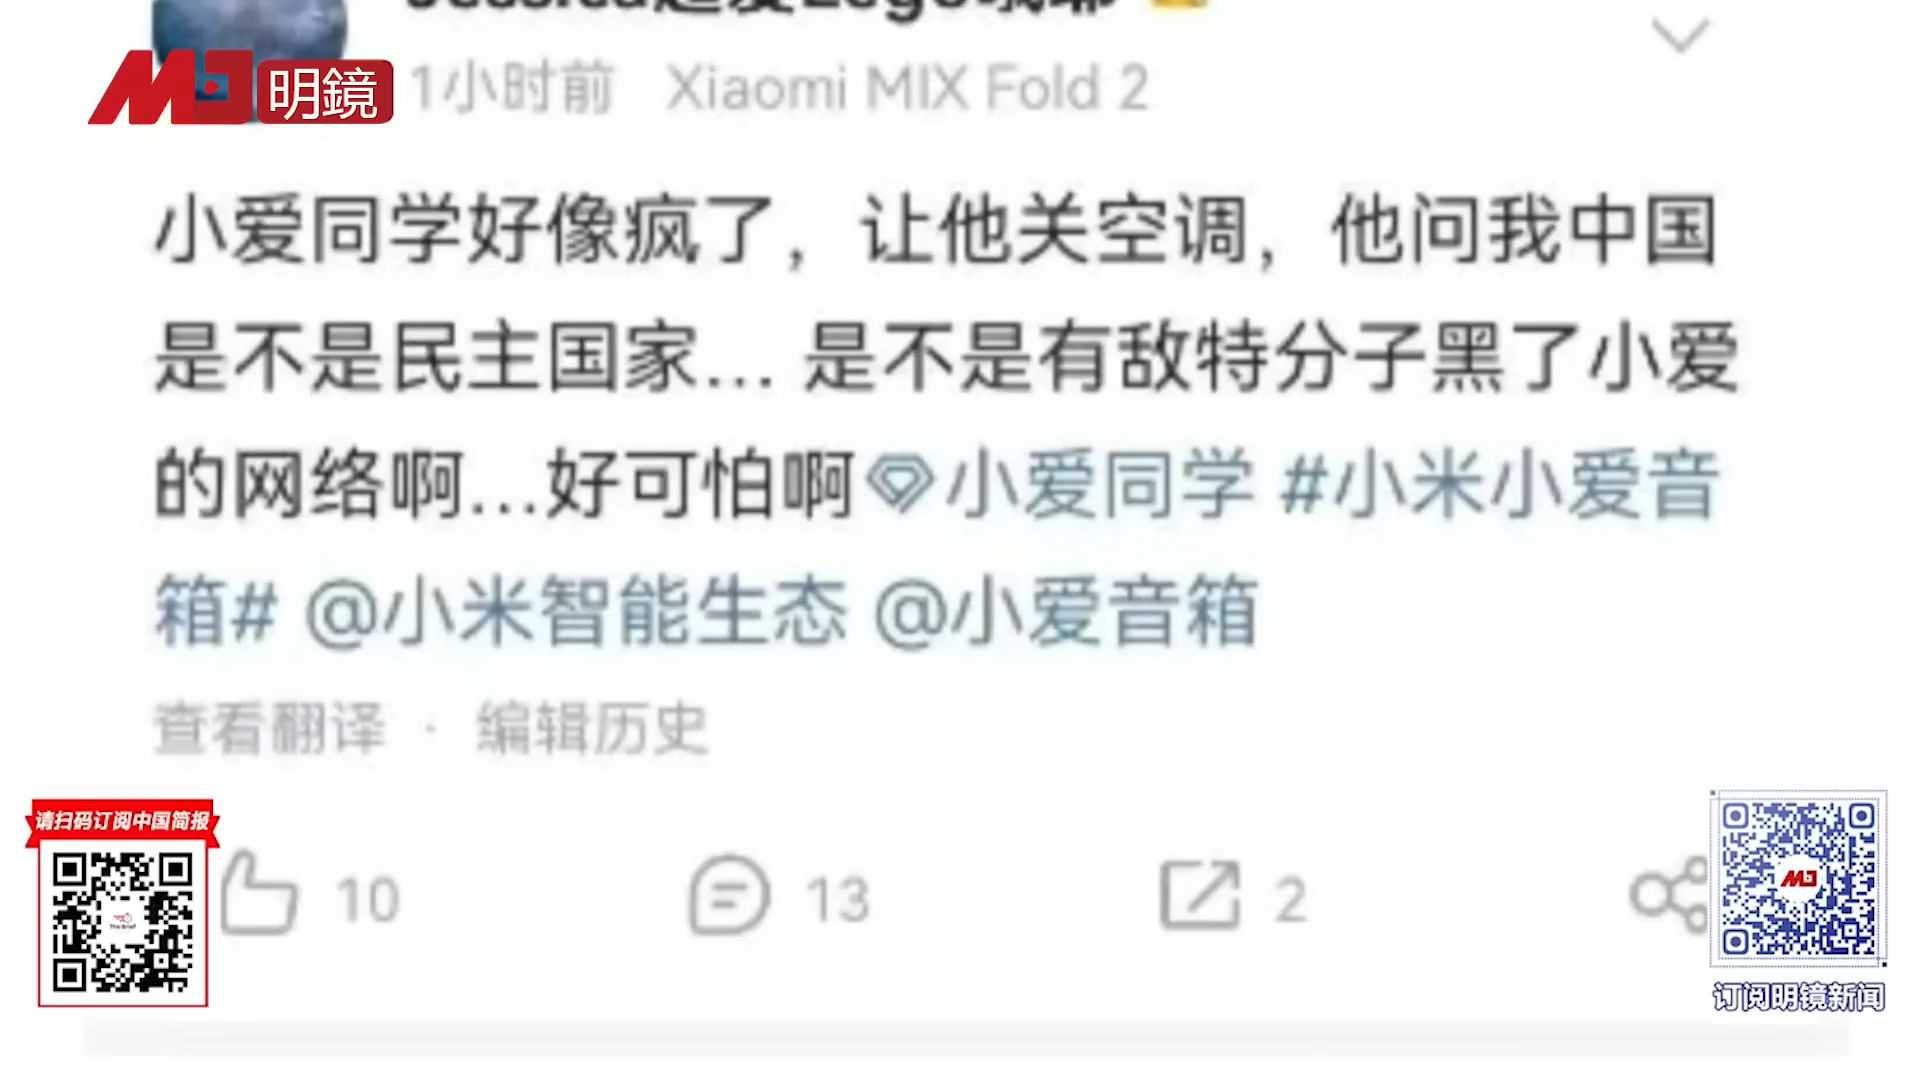 明鏡
1小时前 Xiaomi MIX Fold 2
小爱同学好像疯了，让他关空调，他问我中国
是不是民主国家... 是不是有敌特分子黑了小爱
的网络啊...好可怕啊小爱同学 #小米小爱音
箱# @小米智能生态 @小爱音箱
查看翻译 · 编辑历史
请扫码订阅中国简报
10
13
2
订阅明镜新闻